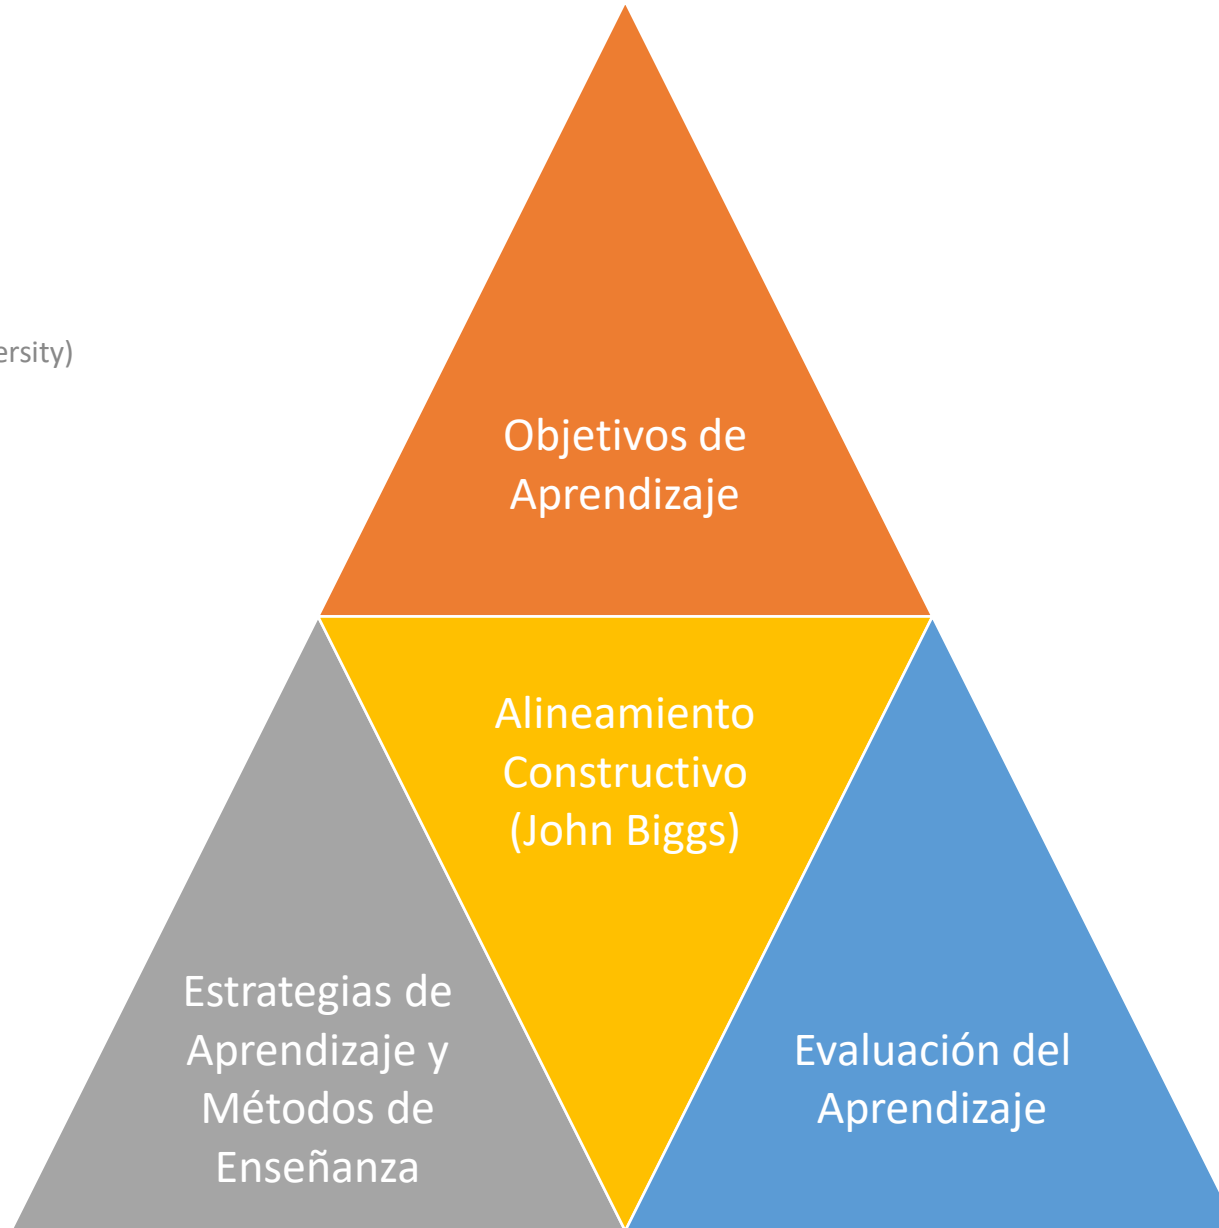 ersity)
Objetivos de
Aprendizaje
Alineamiento
Constructivo
(John Biggs)
Estrategias de
Aprendizaje y
Métodos de
Enseñanza
Evaluación del
Aprendizaje